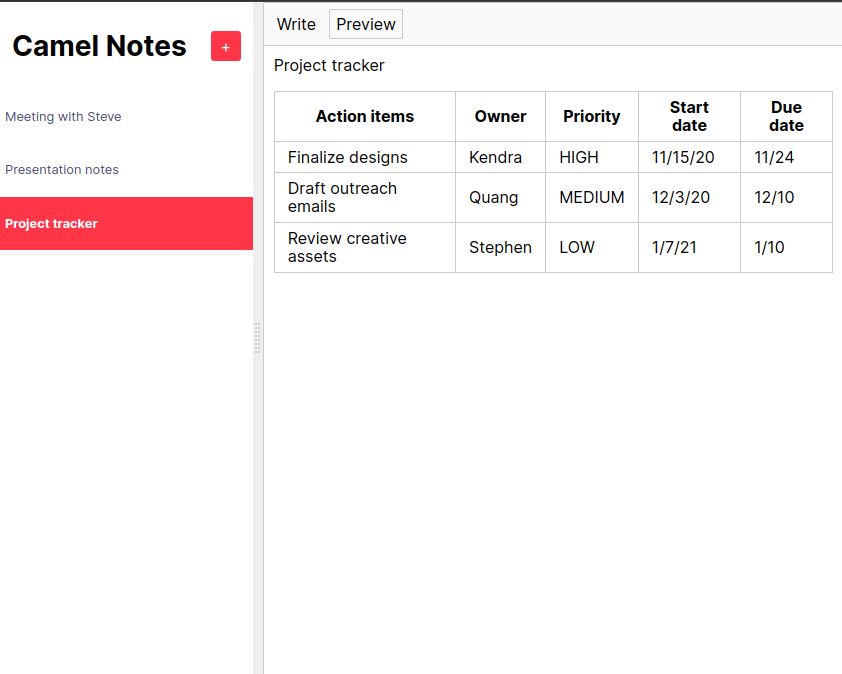 Camel Notes +
Meeting with Steve
Presentation notes
Project tracker
Write Preview
Project tracker
Action items Owner Priority Start date Due date
Finalize designs Kendra HIGH 11/15/20 11/24
Draft outreach emails Quang MEDIUM 12/3/20 12/10
Review creative assets Stephen LOW 1/7/21 1/10